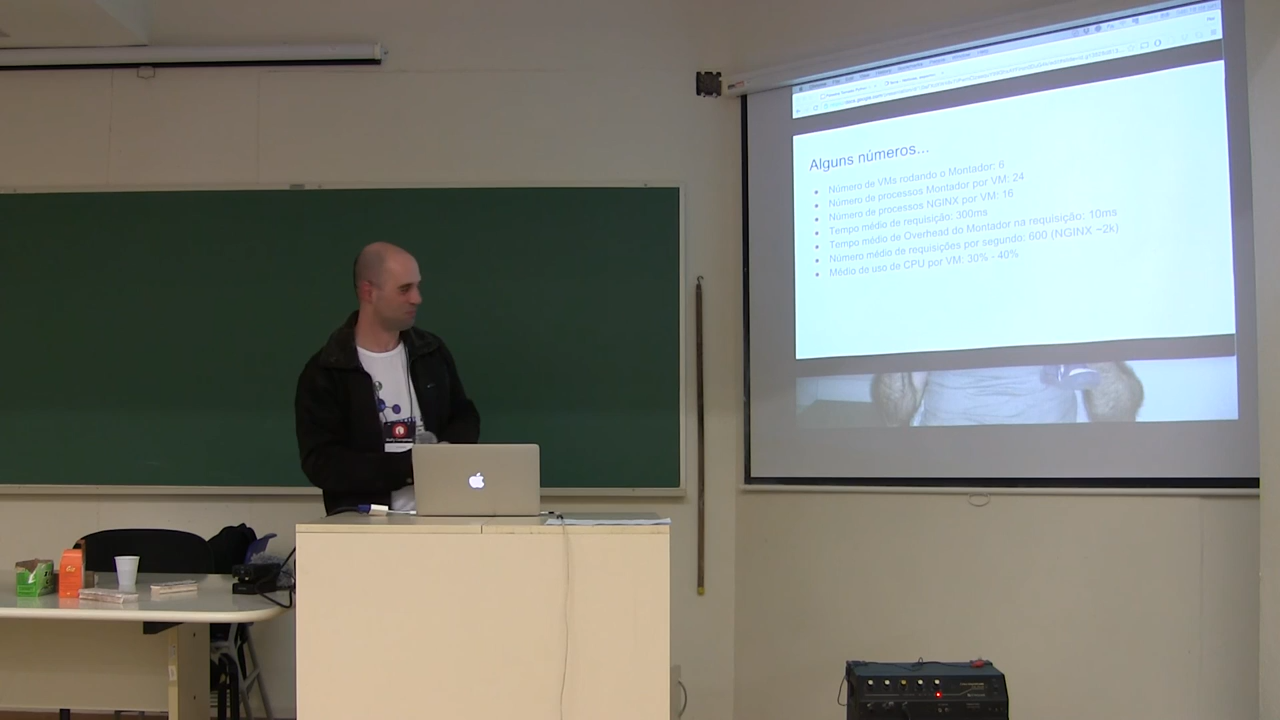 Alguns números...
Número de VMs rodando o Montador: 6
Número de processos Montador por VM: 24
Número de processos NGINX por VM: 16
Tempo médio de requisição: 300ms
Tempo médio de Overhead do Montador na requisição: 10ms
Número médio de requisições por segundo: 600 (NGINX ~2k)
Médio de uso de CPU por VM: 30% - 40%